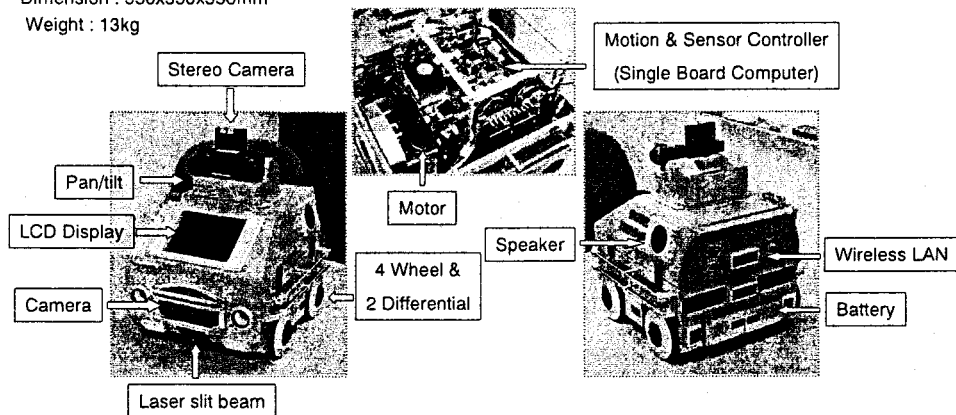 Dimension :
Weight : 13kg
Stereo Camera
Motion & Sensor Controller
(Single Board Computer)
Pan/tilt
Motor
LCD Display
Speaker
4 Wheel &
2 Differential
Wireless LAN
Camera
Battery
Laser slit beam